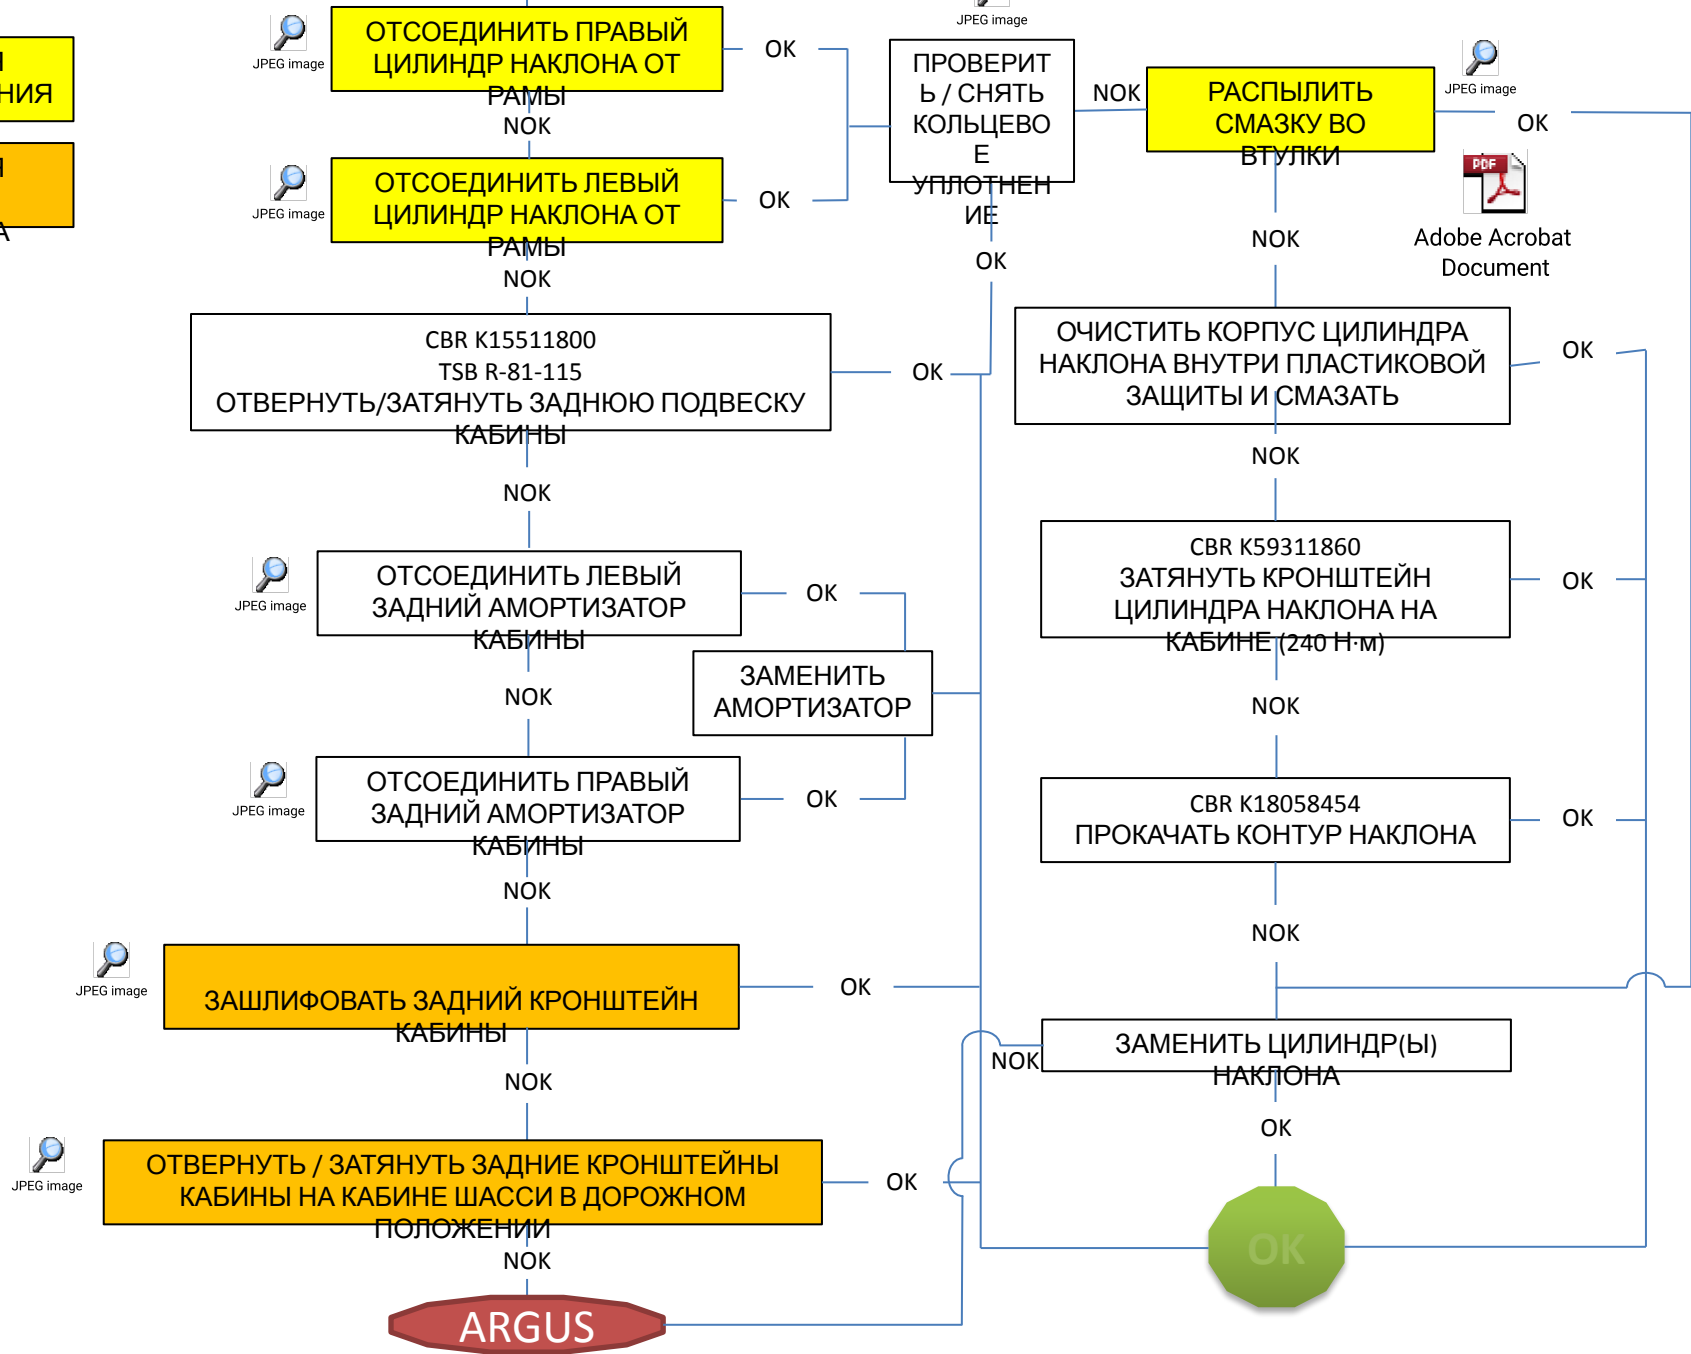 НИЯ
JPEG image
ОТСОЕДИНИТЬ ПРАВЫЙ
ЦИЛИНДР НАКЛОНА ОТ
РАМЫ
OK
NOK
JPEG image
ОТСОЕДИНИТЬ ЛЕВЫЙ
ЦИЛИНДР НАКЛОНА ОТ
РАМЫ
OK
NOK
JPEG image
ПРОВЕРИТ
Ь / СНЯТЬ
КОЛЬЦЕВО
Е
УПЛОТНЕН
ИЕ
OK
NOK
РАСПЫЛИТЬ
СМАЗКУ ВО
ВТУЛКИ
JPEG image
OK
PDF
Adobe Acrobat
Document
NOK
CBR K15511800
TSB R-81-115
ОТВЕРНУТЬ/ЗАТЯНУТЬ ЗАДНЮЮ ПОДВЕСКУ
КАБИНЫ
OK
NOK
ОЧИСТИТЬ КОРПУС ЦИЛИНДРА
НАКЛОНА ВНУТРИ ПЛАСТИКОВОЙ
ЗАЩИТЫ И СМАЗАТЬ
OK
NOK
JPEG image
ОТСОЕДИНИТЬ ЛЕВЫЙ
ЗАДНИЙ АМОРТИЗАТОР
КАБИНЫ
OK
NOK
CBR K59311860
ЗАТЯНУТЬ КРОНШТЕЙН
ЦИЛИНДРА НАКЛОНА НА
КАБИНЕ (240 Н·м)
OK
NOK
ЗАМЕНИТЬ
АМОРТИЗАТОР
JPEG image
ОТСОЕДИНИТЬ ПРАВЫЙ
ЗАДНИЙ АМОРТИЗАТОР
КАБИНЫ
OK
NOK
CBR K18058454
ПРОКАЧАТЬ КОНТУР НАКЛОНА
OK
NOK
JPEG image
ЗАШЛИФОВАТЬ ЗАДНИЙ КРОНШТЕЙН
КАБИНЫ
OK
NOK
NOK
ЗАМЕНИТЬ ЦИЛИНДР(Ы)
НАКЛОНА
OK
JPEG image
ОТВЕРНУТЬ / ЗАТЯНУТЬ ЗАДНИЕ КРОНШТЕЙНЫ
КАБИНЫ НА КАБИНЕ ШАССИ В ДОРОЖНОМ
ПОЛОЖЕНИИ
OK
NOK
OK
ARGUS